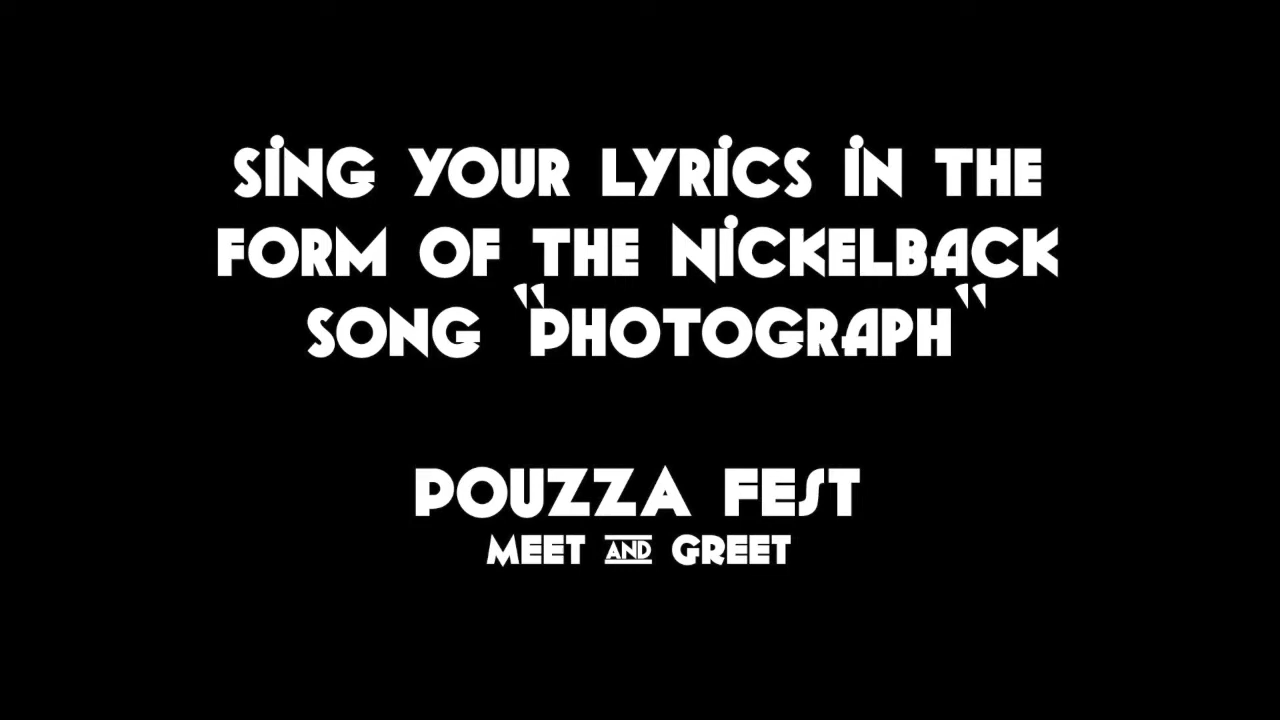 SING YOUR LYRICS IN THE
FORM OF THE NICKELBACK
SONG "PHOTOGRAPH"
POUZZA FEST
MEET AND GREET